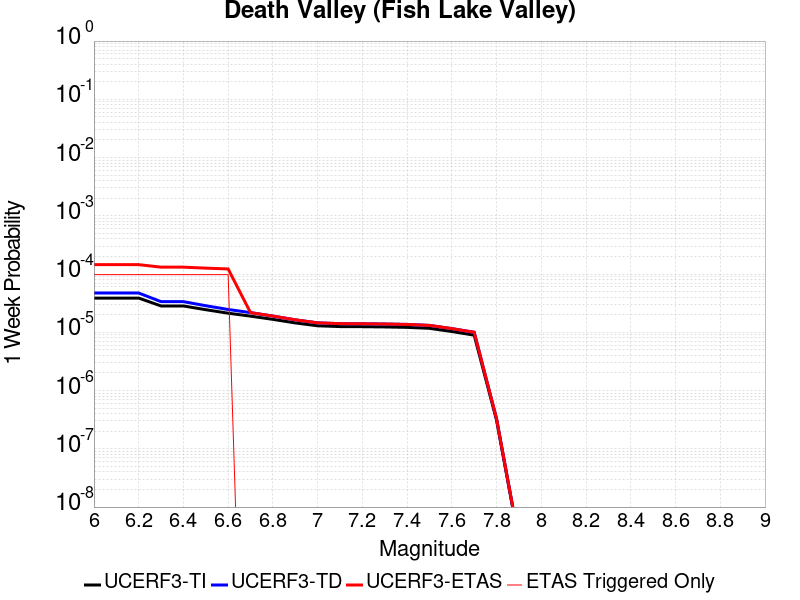 Death Valley (Fish Lake Valley)
10^0
10^-1
10^-2
10^-3
10^-4
10^-5
10^-6
10^-7
10^-8
1 Week Probability
6 6.2 6.4 6.6 6.8 7 7.2 7.4 7.6 7.8 8 8.2 8.4 8.6 8.8 9
Magnitude
UCERF3-TI UCERF3-TD UCERF3-ETAS ETAS Triggered Only